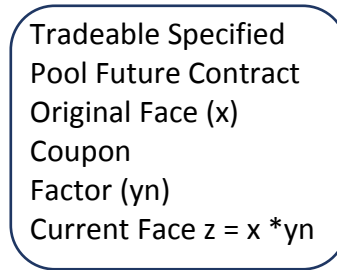 Tradeable Specified
Pool Future Contract
Original Face (x)
Coupon
Factor (yn)
Current Face z = x *yn